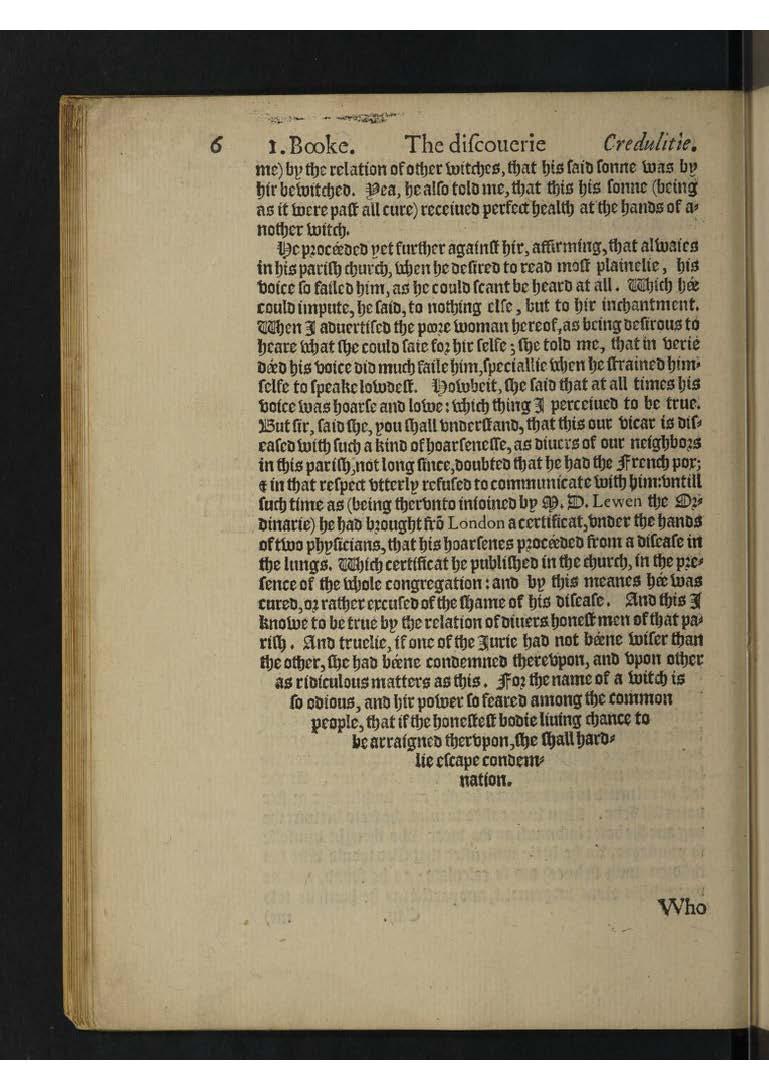 6 1. Booke. The diſcouerie Credulitie.
me) by the relation of other witches, that his ſaid ſonne was by
hir bewitched. Yea, he alſo told me, that this his ſonne (being
as it were paſt all cure) receiued perfect health at the hands of a-
nother witch.
He procéeded yet further againſt hir, affirming, that alwaies
in his pariſh church, when he deſired to read moſt plainelie, his
voice ſo failed him, as he could ſcant be heard at all. Which hée
could impute, he ſaid, to nothing elſe, but to hir inchantment.
When I aduertiſed the poore woman hereof, as being deſirous to
heare what ſhe could ſaie for hir ſelfe; ſhe told me, that in verie
déed his voice did much faile him, ſpeciallie when he ſtrained him-
ſelfe to ſpeake lowdeſt. Howbeit, ſhe ſaid that at all times his
voice was hoarſe and lowe: which thing I perceiued to be true.
But ſir, ſaid ſhe, you ſhall vnderſtand, that this our vicar is diſ-
eaſed with ſuch a kind of hoarſeneſſe, as diuers of our neighbors
in this pariſh, not long ſince, doubted that he had the French pox;
& in that reſpect vtterly refuſed to communicate with him: vntill
ſuch time as (being thervnto inioined by M. D. Lewen the Or-
dinarie) he had brought frõ London a certificat, vnder the hands
of two phyſicians, that his hoarſenes procéeded from a diſeaſe in
the lungs. Which certificat he publiſhed in the church, in the pre-
ſence of the whole congregation: and by this meanes hée was
cured, or rather excuſed of the ſhame of his diſeaſe. And this I
knowe to be true by the relation of diuers honeſt men of that pa-
riſh. And truelie, if one of the Iurie had not béene wiſer than
the other, ſhe had béene condemned therevpon, and vpon other
as ridiculous matters as this. For the name of a witch is
ſo odious, and hir power ſo feared among the common
people, that if the honeſteſt bodie liuing chance to
be arraigned thervpon, ſhe ſhall hard-
lie eſcape condem-
nation.
Who